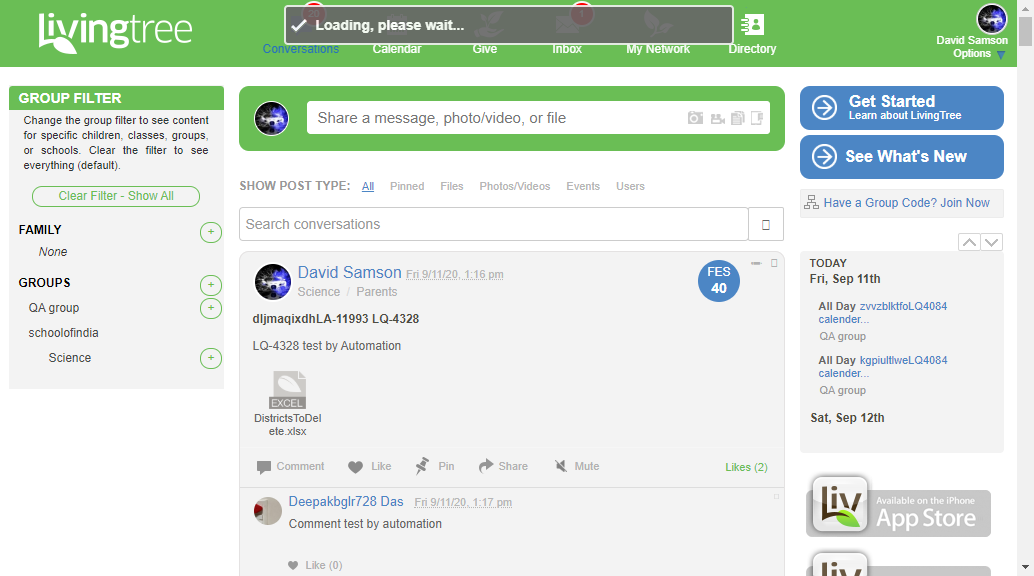 livingtree
Loading, please wait...
1
Conversations
Calendar
Give
Inbox
My Network
Directory
David Samson
Options
GROUP FILTER
Change the group filter to see content
for specific children, classes, groups,
or schools. Clear the filter to see
everything (default).
Clear Filter - Show All
FAMILY
+
None
GROUPS
+
QA group
+
schoolofindia
Science
+
Share a message, photo/video, or file
SHOW POST TYPE: All Pinned Files Photos/Videos Events Users
Search conversations
David Samson Fri 9/11/20, 1:16 pm
Science / Parents
FES
40
dljmaqixdhLA-11993 LQ-4328
LQ-4328 test by Automation
EXCEL
DistrictsToDel
ete.xlsx
Comment Like Pin Share Mute Likes (2)
Deepakbglr728 Das Fri 9/11/20, 1:17 pm
Comment test by automation
Like (0)
Get Started
Learn about LivingTree
See What's New
Have a Group Code? Join Now
TODAY
Fri, Sep 11th
All Day zvvzblktfoLQ4084
calender...
QA group
All Day kgpiultlweLQ4084
calender...
QA group
Sat, Sep 12th
Liv
Available on the iPhone
App Store
Liv